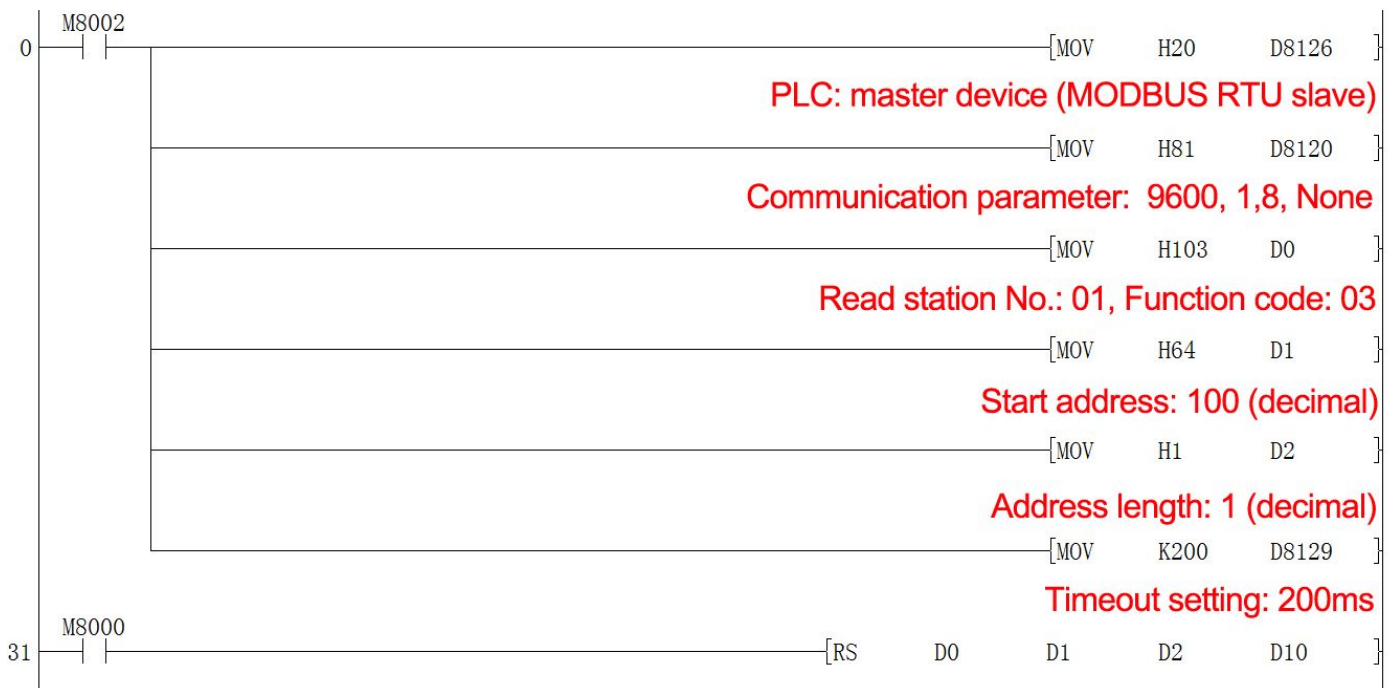 M8002
0 [MOV H20 D8126 ]
PLC: master device (MODBUS RTU slave)
[MOV H81 D8120 ]
Communication parameter: 9600, 1,8, None
[MOV H103 D0 ]
Read station No.: 01, Function code: 03
[MOV H64 D1 ]
Start address: 100 (decimal)
[MOV H1 D2 ]
Address length: 1 (decimal)
[MOV K200 D8129 ]
Timeout setting: 200ms
M8000
31 [RS D0 D1 D2 D10 ]